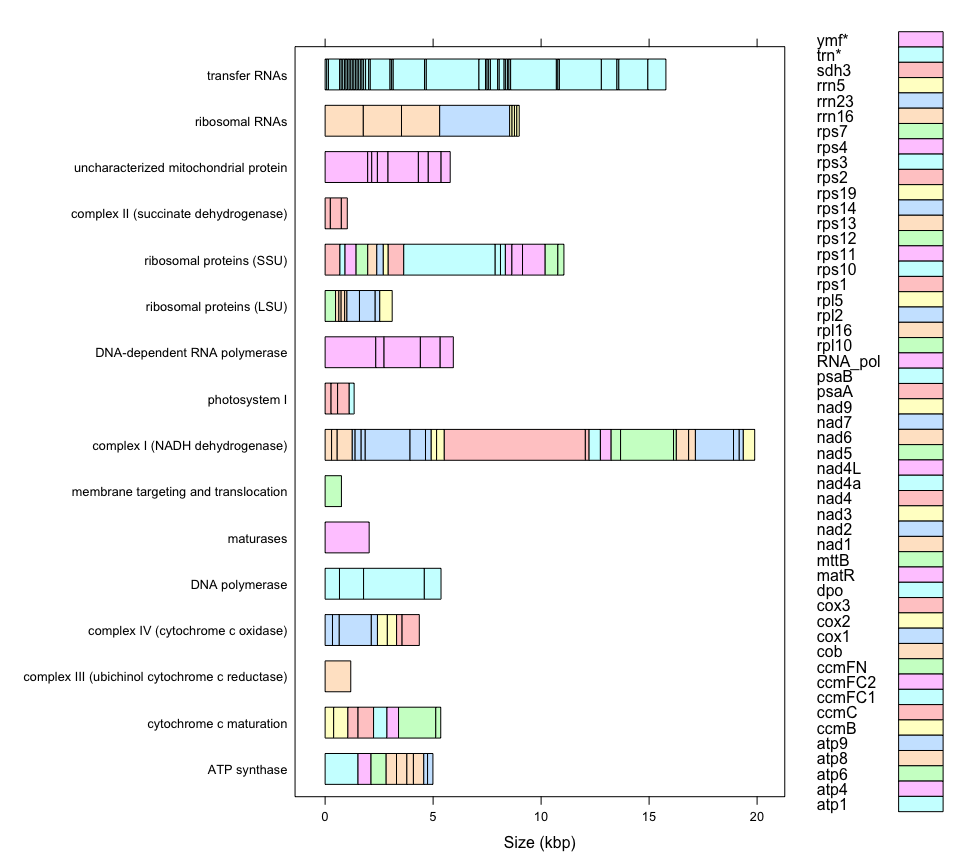 transfer RNAs
ribosomal RNAs
uncharacterized mitochondrial protein
complex II (succinate dehydrogenase)
ribosomal proteins (SSU)
ribosomal proteins (LSU)
DNA-dependent RNA polymerase
photosystem I
complex I (NADH dehydrogenase)
membrane targeting and translocation
maturases
DNA polymerase
complex IV (cytochrome c oxidase)
complex III (ubichinol cytochrome c reductase)
cytochrome c maturation
ATP synthase
0 5 10 15 20
Size (kbp)
ymf*
trn*
sdh3
rrn5
rrn23
rrn16
rps7
rps4
rps3
rps2
rps19
rps14
rps13
rps12
rps11
rps10
rps1
rpl5
rpl2
rpl16
rpl10
RNA_pol
psaB
psaA
nad9
nad7
nad6
nad5
nad4L
nad4a
nad4
nad3
nad2
nad1
mttB
matR
dpo
cox3
cox2
cox1
cob
ccmFN
ccmFC2
ccmFC1
ccmC
ccmB
atp9
atp8
atp6
atp4
atp1